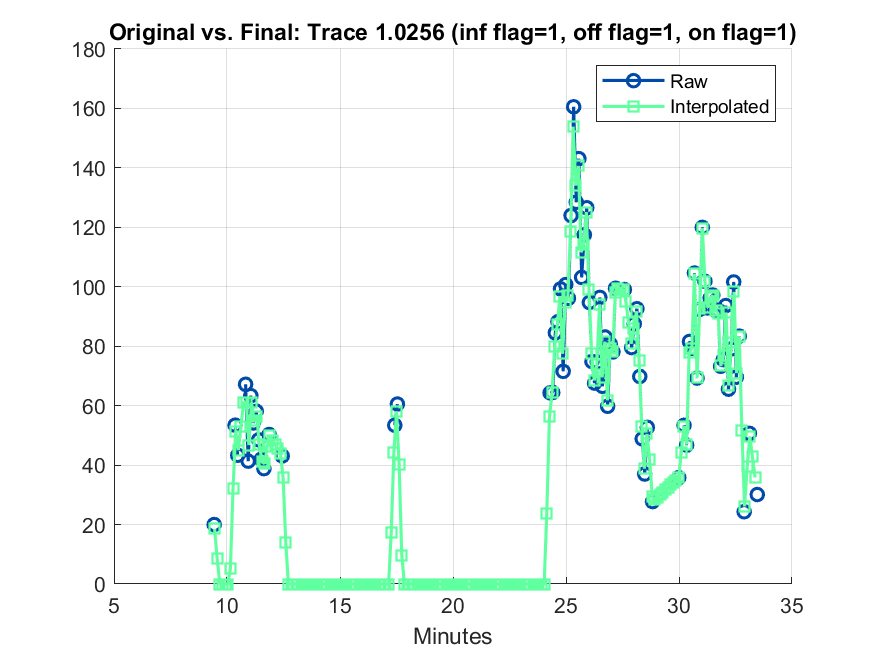 Original vs. Final: Trace 1.0256 (inf flag=1, off flag=1, on flag=1)
180
160
140
120
100
80
60
40
20
0
Raw
Interpolated
5 10 15 20 25 30 35
Minutes